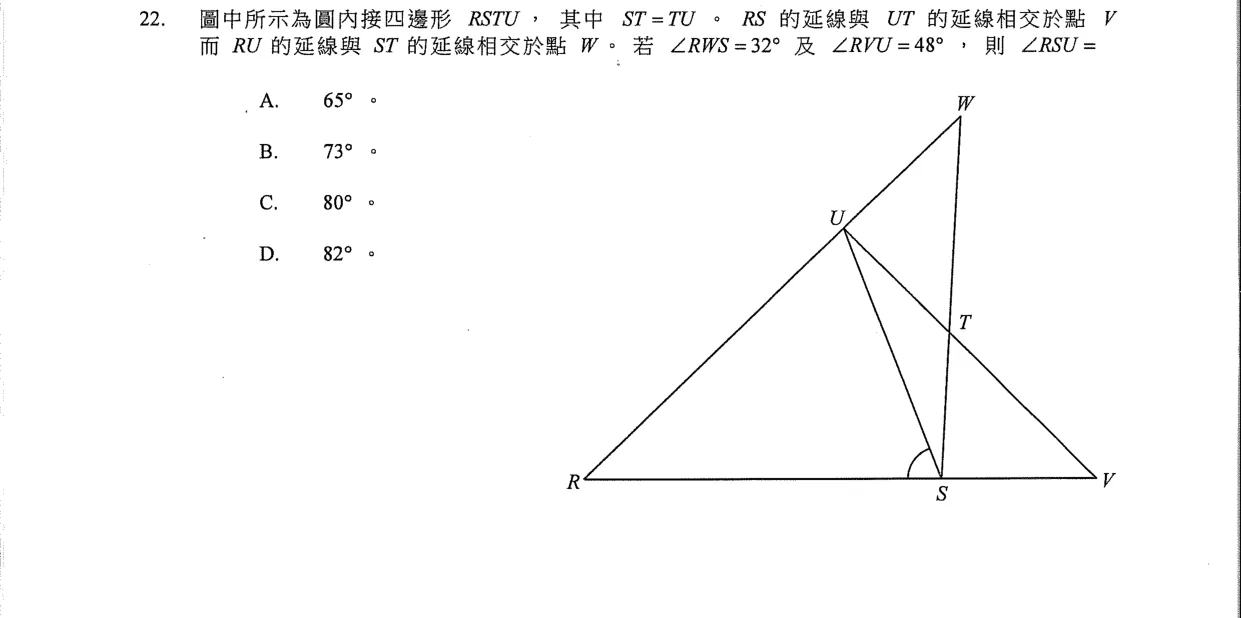 22. 圖中所示為圓內接四邊形 RSTU ，其中 ST = TU 。 RS 的延線與 UT 的延線相交於點 V
而 RU 的延線與 ST 的延線相交於點 W 。若 ∠RWS = 32° 及 ∠RVU = 48° ，則 ∠RSU =
A. 65° 。
B. 73° 。
C. 80° 。
D. 82° 。
W
U
T
R
S
V